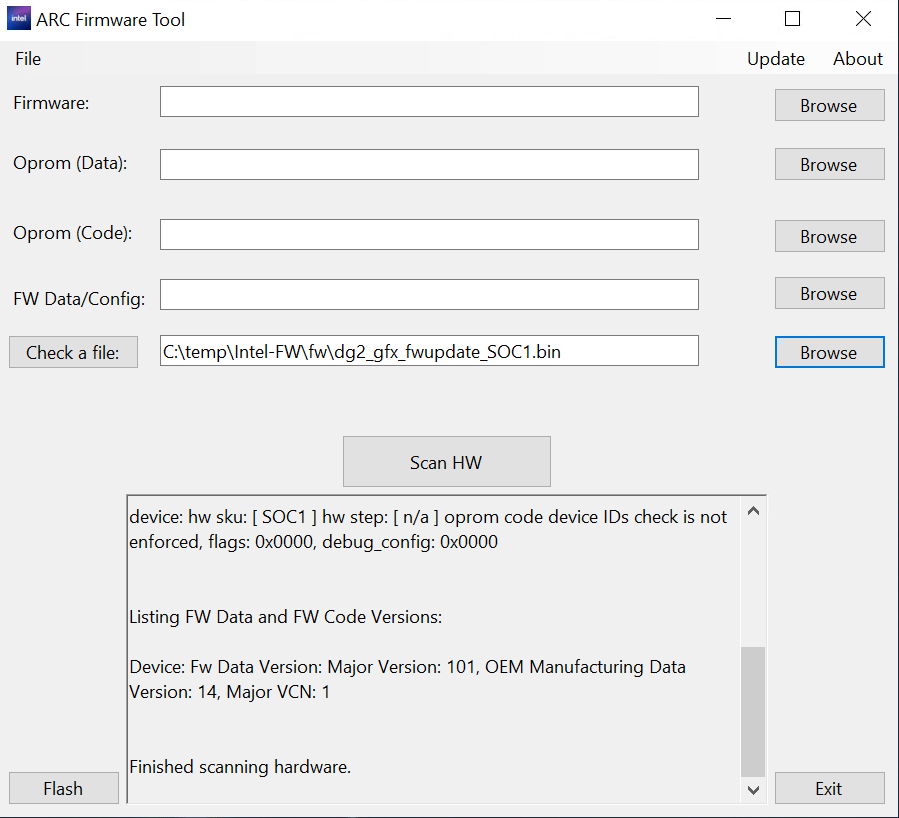 intel ARC Firmware Tool
File Update About
Firmware: Browse
Oprom (Data): Browse
Oprom (Code): Browse
FW Data/Config: Browse
Check a file: C:\temp\Intel-FW\fw\dg2_gfx_fwupdate_SOC1.bin Browse
Scan HW
device: hw sku: [ SOC1 ] hw step: [ n/a ] oprom code device IDs check is not
enforced, flags: 0x0000, debug_config: 0x0000
Listing FW Data and FW Code Versions:
Device: Fw Data Version: Major Version: 101, OEM Manufacturing Data
Version: 14, Major VCN: 1
Finished scanning hardware.
Flash Exit